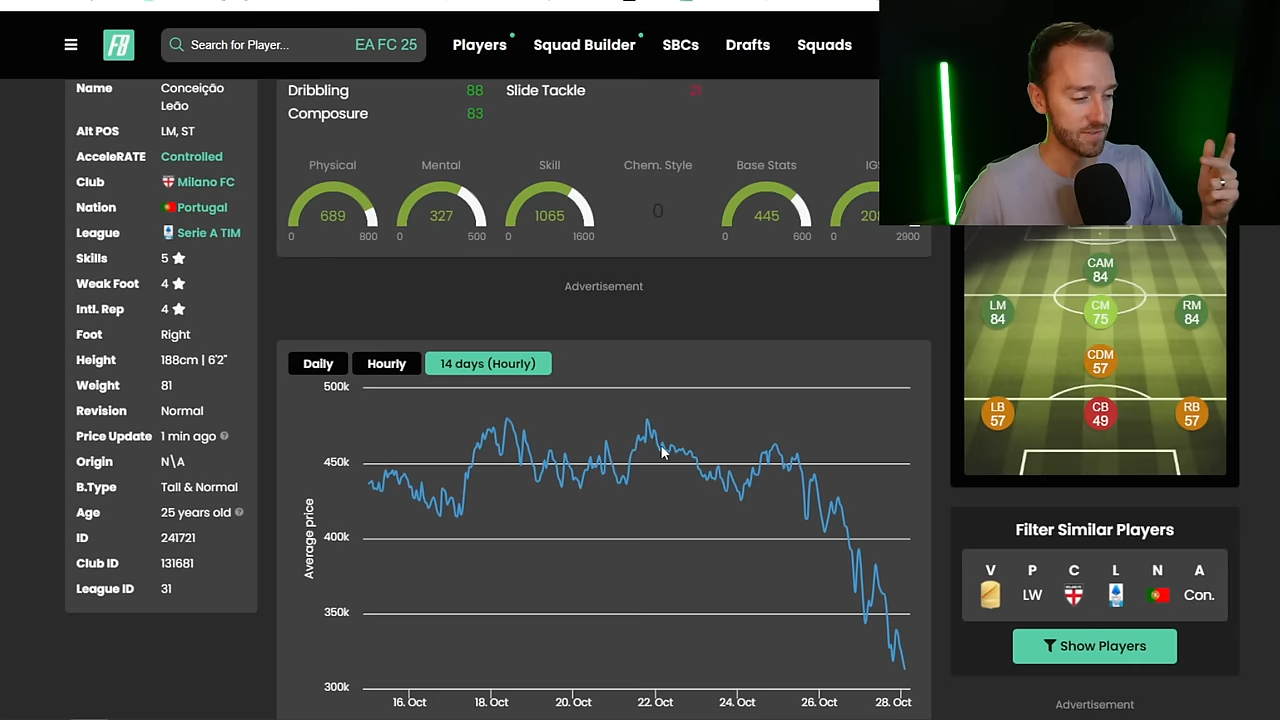 FB
Search for Player...
EA FC 25
Players
Squad Builder
SBCs
Drafts
Squads
Name
Conceição
Leão
Alt POS
LM, ST
AcceleRATE
Controlled
Club
Milano FC
Nation
Portugal
League
Serie A TIM
Skills
5
Weak Foot
4
Intl. Rep
4
Foot
Right
Height
188cm | 6'2"
Weight
81
Revision
Normal
Price Update
1 min ago
Origin
N\A
B.Type
Tall & Normal
Age
25 years old
ID
241721
Club ID
131681
League ID
31
Dribbling
88
Slide Tackle
Composure
83
Physical
689
0
800
Mental
327
0
500
Skill
1065
0
1600
Chem. Style
0
Base Stats
445
0
600
0
2900
Advertisement
Daily
Hourly
14 days (Hourly)
Average price
500k
450k
400k
350k
300k
16. Oct
18. Oct
20. Oct
22. Oct
24. Oct
26. Oct
28. Oct
CAM
84
LM
84
CM
75
RM
84
CDM
57
LB
57
CB
49
RB
57
Filter Similar Players
V
P
C
L
N
A
LW
Con.
Show Players
Advertisement